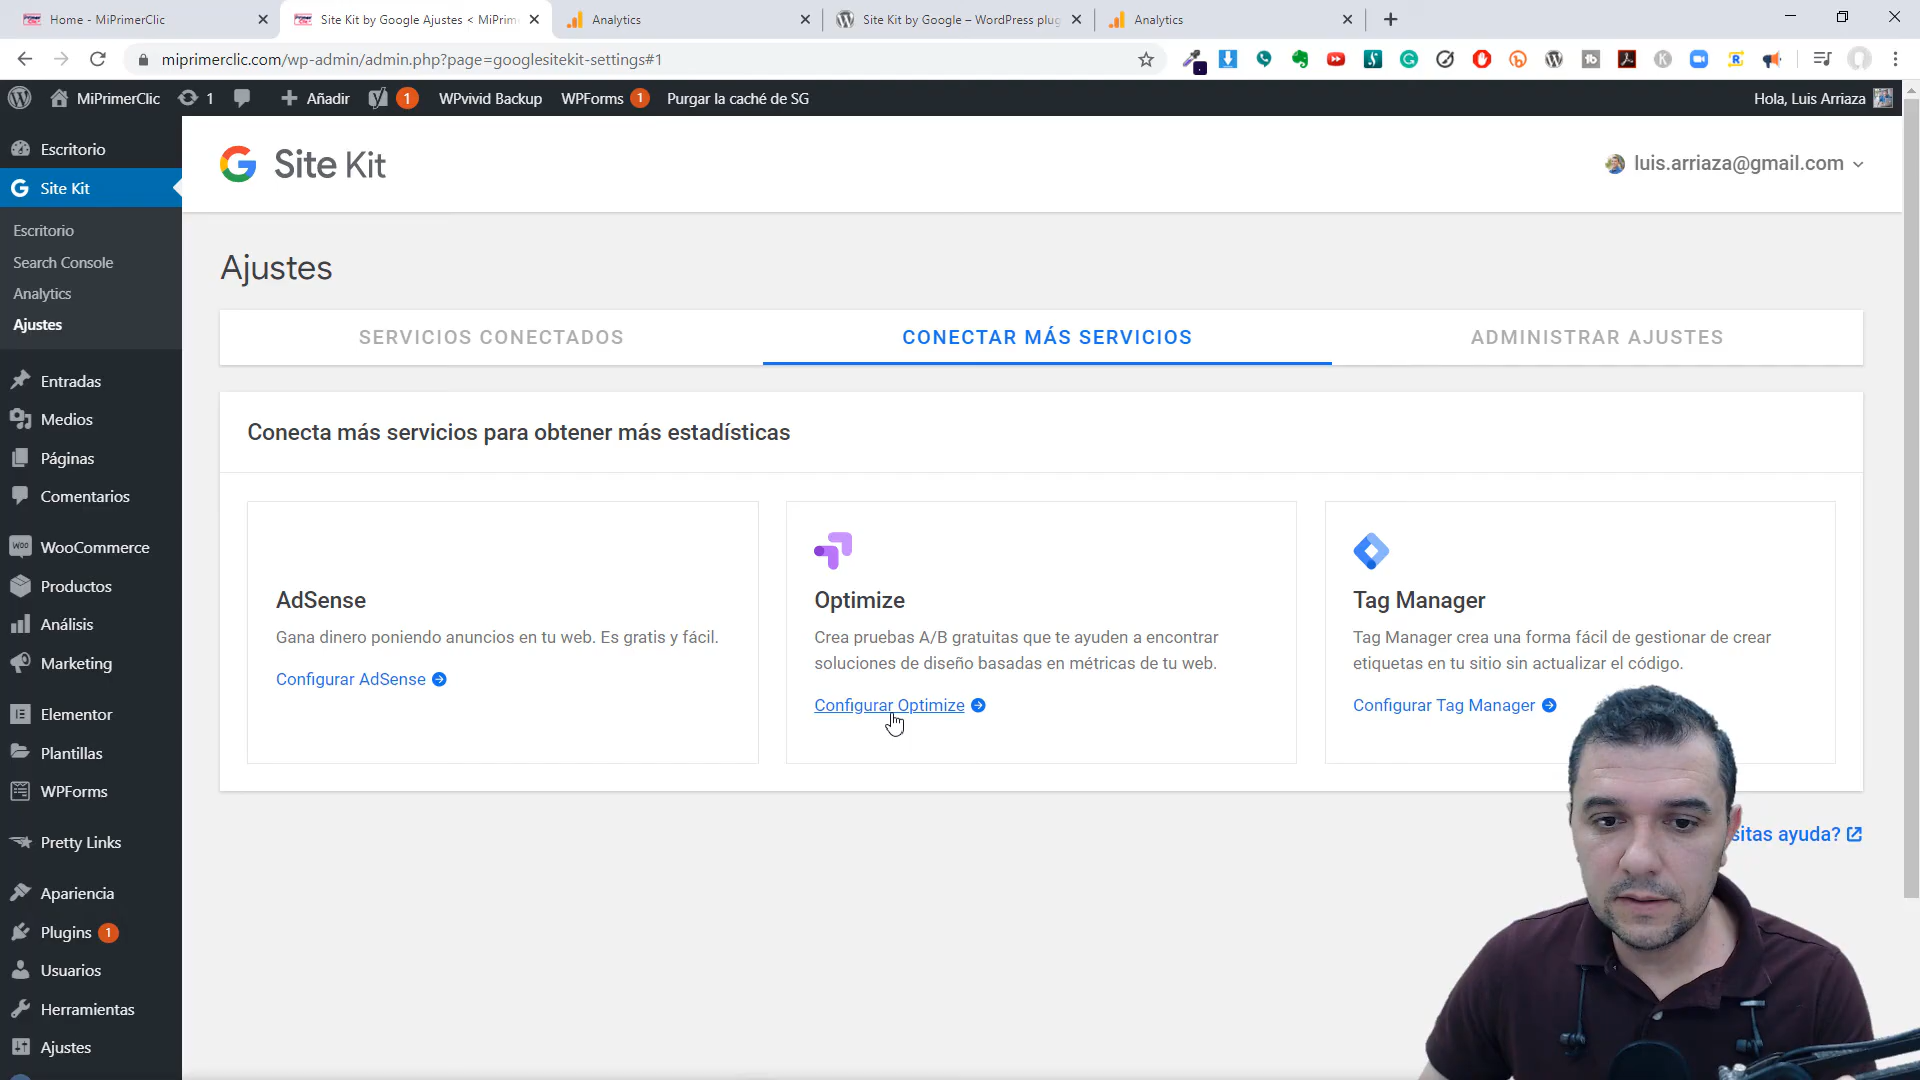 Home - MiPrimerClic
Site Kit by Google Ajustes < MiPrim
Analytics
Site Kit by Google – WordPress plug
Analytics
miprimerclic.com/wp-admin/admin.php?page=googlesitekit-settings#1
MiPrimerClic
1
Añadir
1
WPvivid Backup
WPForms 1
Purgar la caché de SG
Hola, Luis Arriaza
Escritorio
Site Kit
Escritorio
Search Console
Analytics
Ajustes
Entradas
Medios
Páginas
Comentarios
WooCommerce
Productos
Análisis
Marketing
Elementor
Plantillas
WPForms
Pretty Links
Apariencia
Plugins 1
Usuarios
Herramientas
Ajustes
Site Kit
luis.arriaza@gmail.com
Ajustes
SERVICIOS CONECTADOS
CONECTAR MÁS SERVICIOS
ADMINISTRAR AJUSTES
Conecta más servicios para obtener más estadísticas
AdSense
Gana dinero poniendo anuncios en tu web. Es gratis y fácil.
Configurar AdSense
Optimize
Crea pruebas A/B gratuitas que te ayuden a encontrar
soluciones de diseño basadas en métricas de tu web.
Configurar Optimize
Tag Manager
Tag Manager crea una forma fácil de gestionar de crear
etiquetas en tu sitio sin actualizar el código.
Configurar Tag Manager
sitas ayuda?